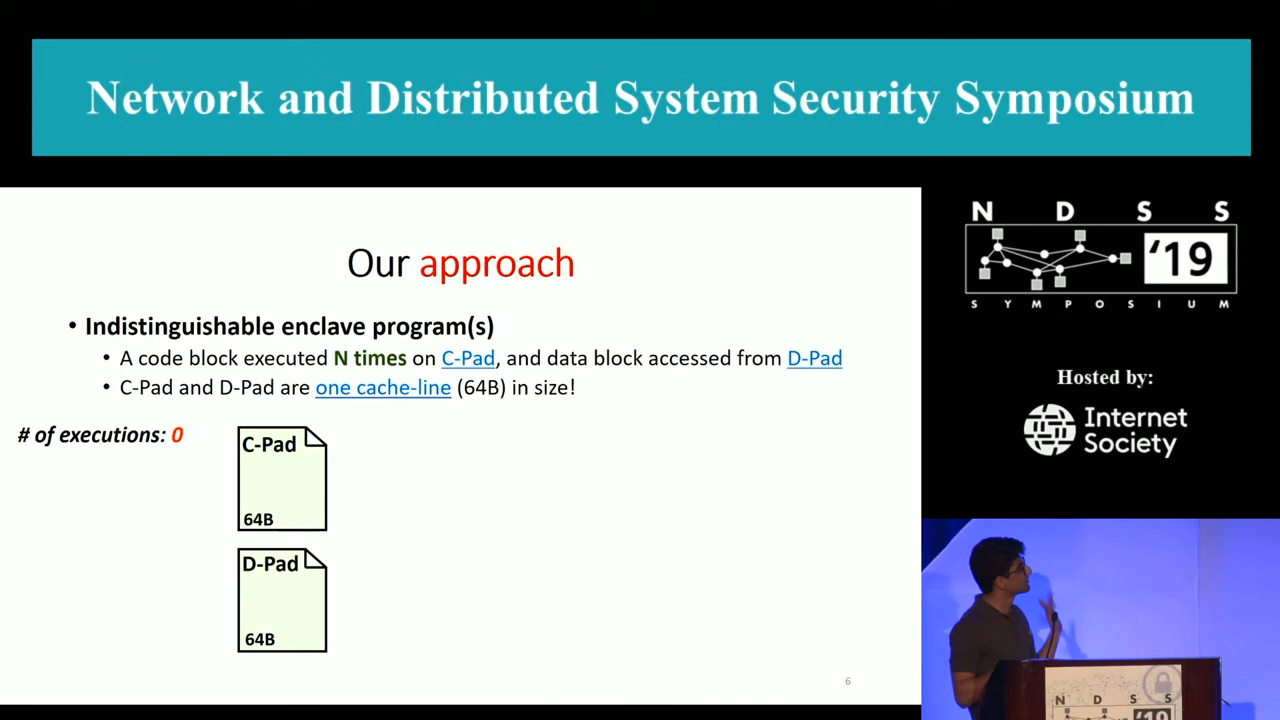 Network and Distributed System Security Symposium
Our approach
• Indistinguishable enclave program(s)
• A code block executed N times on C-Pad, and data block accessed from D-Pad
• C-Pad and D-Pad are one cache-line (64B) in size!
# of executions: 0
C-Pad
64B
D-Pad
64B
6
N D S S
'19
S Y M P O S I U M
Hosted by:
Internet
Society
N D S S
'19